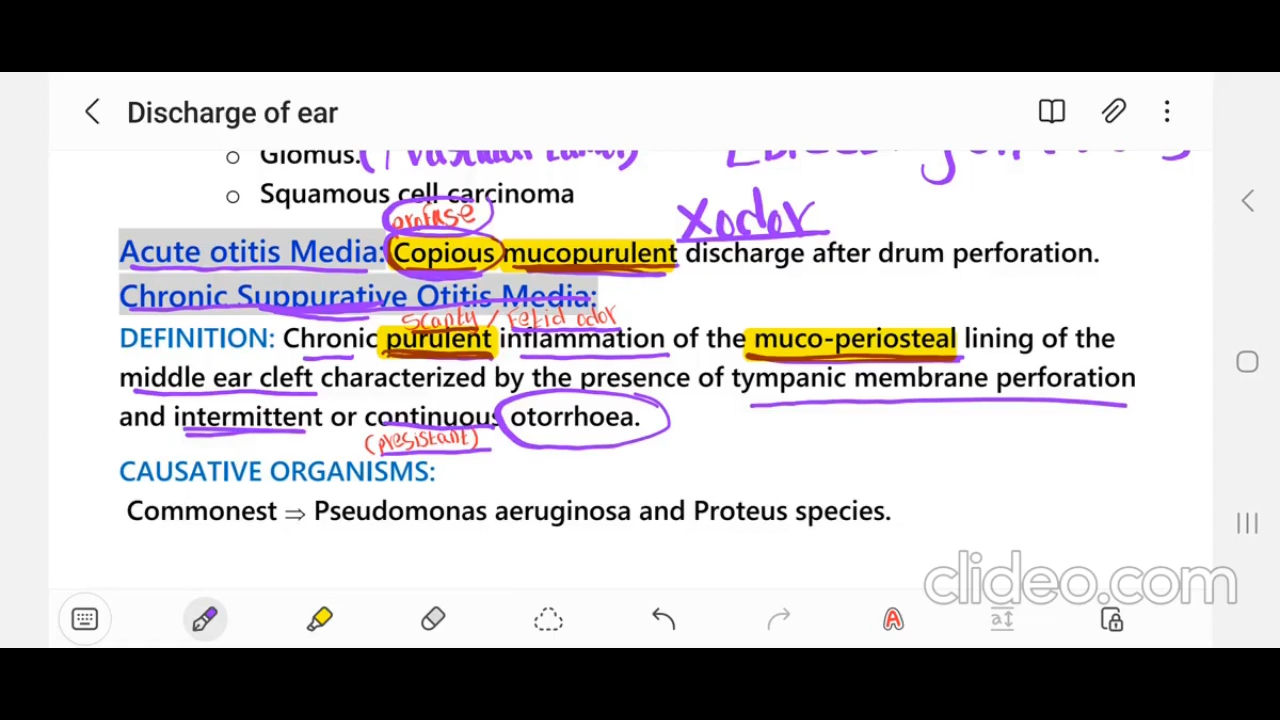 Discharge of ear
Glomus. (
Squamous cell carcinoma
profuse
xodor
Acute otitis Media: Copious mucopurulent discharge after drum perforation.
Chronic Suppurative Otitis Media:
Scanty / Fetid odor
DEFINITION: Chronic purulent inflammation of the muco-periosteal lining of the
middle ear cleft characterized by the presence of tympanic membrane perforation
and intermittent or continuous otorrhoea.
(presistant)
CAUSATIVE ORGANISMS:
Commonest ⇒ Pseudomonas aeruginosa and Proteus species.
clideo.com
A
a